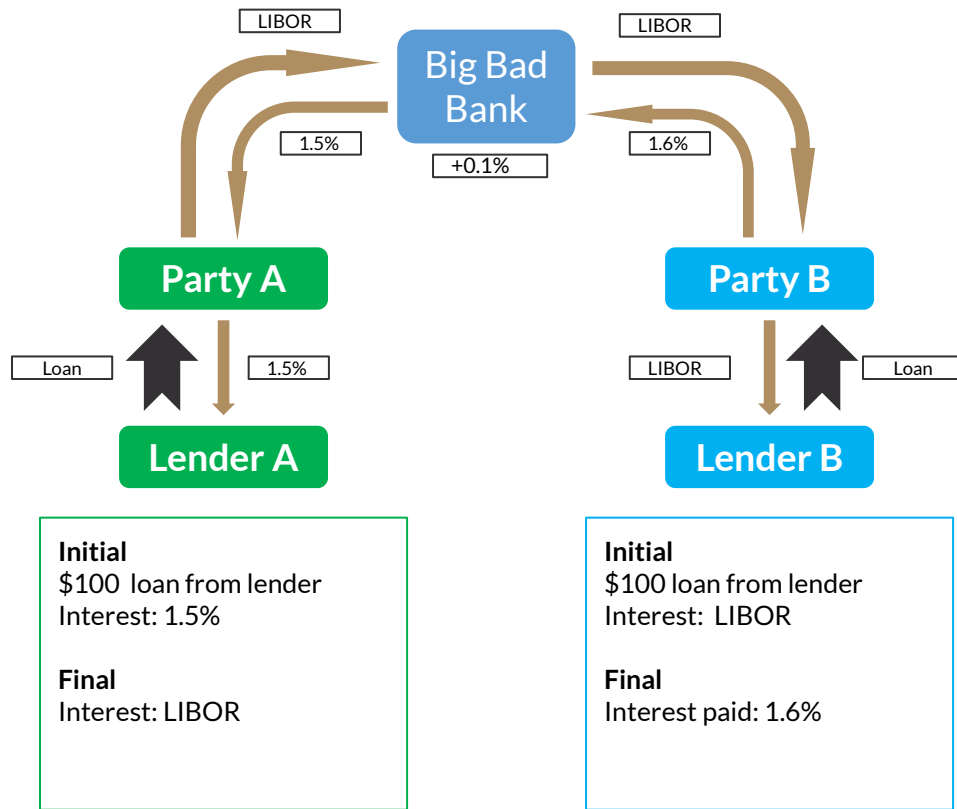 LIBOR
LIBOR
Big Bad
Bank
1.5%
1.6%
+0.1%
Party A
Party B
Loan
1.5%
LIBOR
Loan
Lender A
Lender B
Initial
$100 loan from lender
Interest: 1.5%
Final
Interest: LIBOR
Initial
$100 loan from lender
Interest: LIBOR
Final
Interest paid: 1.6%